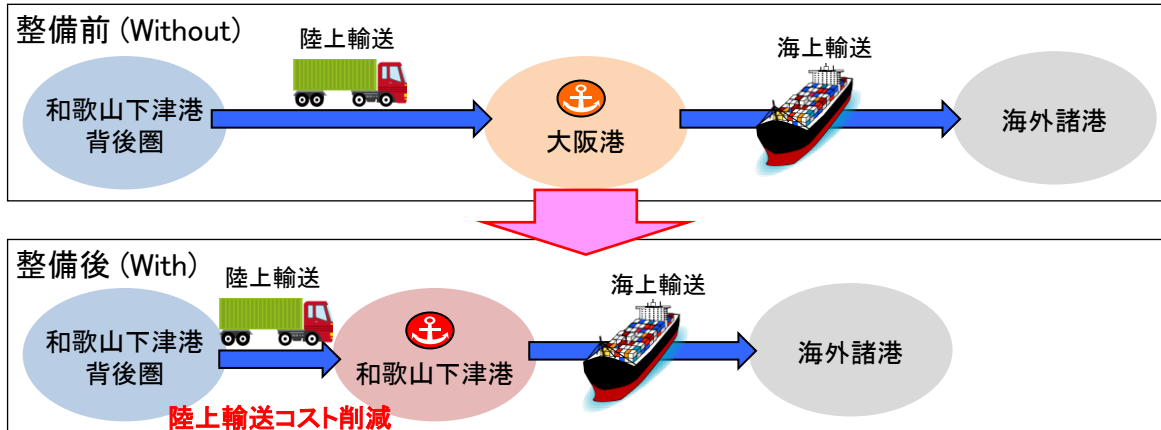 整備前 (Without)
陸上輸送
海上輸送
和歌山下津港
背後圏
大阪港
海外諸港
整備後 (With)
陸上輸送
海上輸送
和歌山下津港
背後圏
和歌山下津港
海外諸港
陸上輸送コスト削減